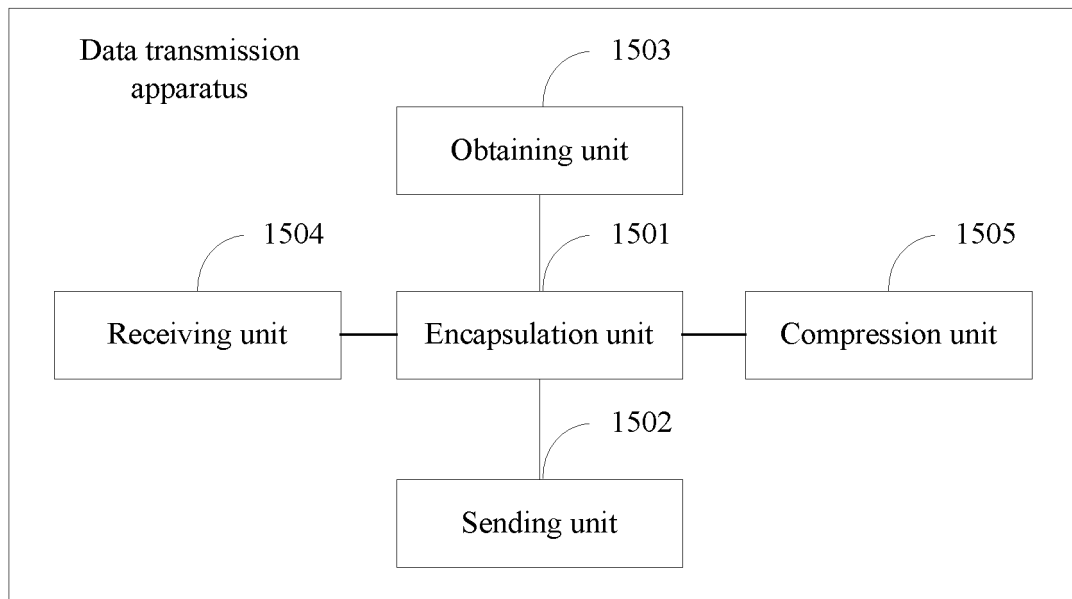 Data transmission
apparatus
1503
Obtaining unit
1504
1501
1505
Receiving unit
Encapsulation unit
Compression unit
1502
Sending unit